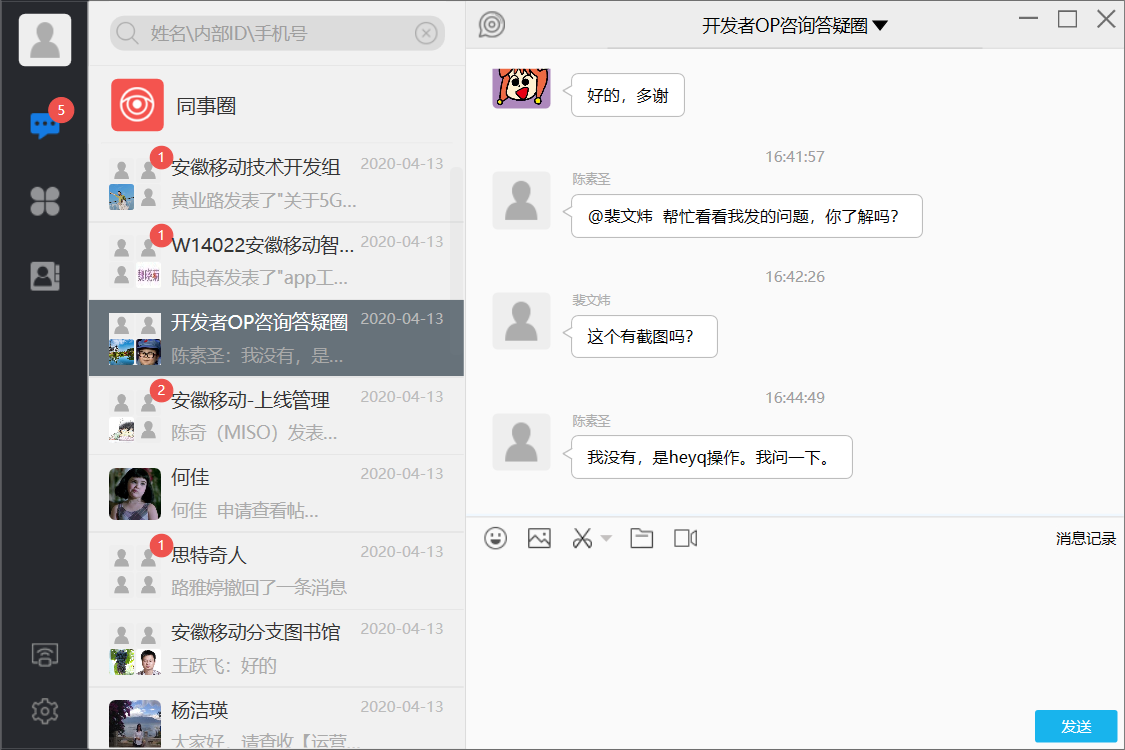 5
姓名\内部ID\手机号
同事圈
1
安徽移动技术开发组
2020-04-13
黄业路发表了"关于5G...
1
W14022安徽移动智...
2020-04-13
陆良春发表了"app工...
开发者OP咨询答疑圈
2020-04-13
陈素圣：我没有，是...
2
安徽移动-上线管理
2020-04-13
陈奇（MISO）发表...
何佳
2020-04-13
何佳 申请查看帖...
1
思特奇人
2020-04-13
路雅婷撤回了一条消息
安徽移动分支图书馆
2020-04-13
王跃飞：好的
杨洁瑛
2020-04-13
大家好，请查收【运营...
开发者OP咨询答疑圈
好的，多谢
16:41:57
陈素圣
@裴文炜 帮忙看看我发的问题，你了解吗？
16:42:26
裴文炜
这个有截图吗？
16:44:49
陈素圣
我没有，是heyq操作。我问一下。
消息记录
发送